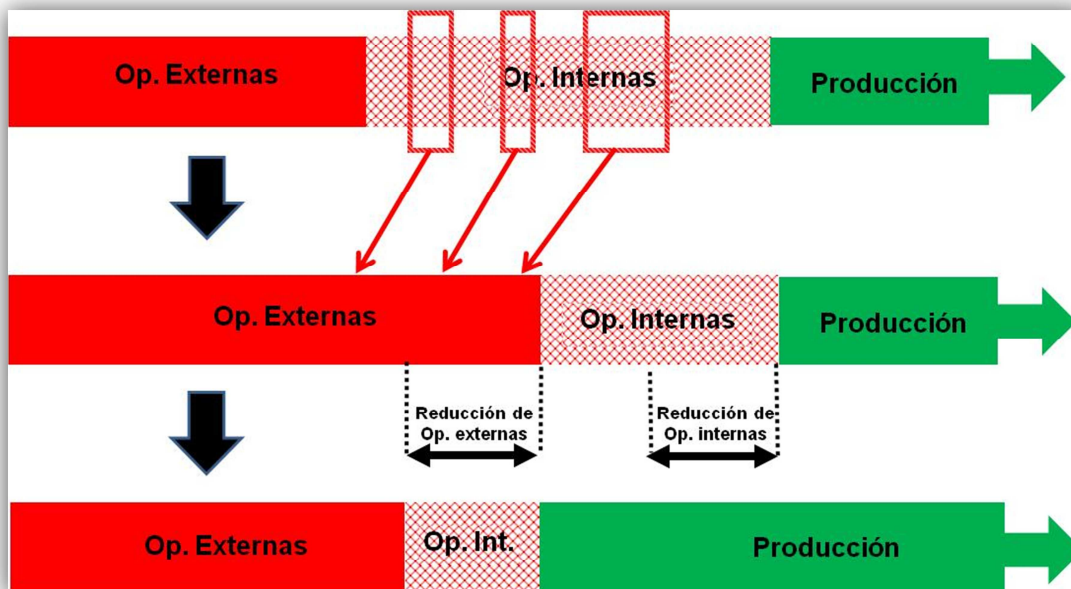 Op. Externas
Op. Internas
Producción
Op. Externas
Op. Internas
Producción
Reducción de
Op. externas
Reducción de
Op. internas
Op. Externas
Op. Int.
Producción